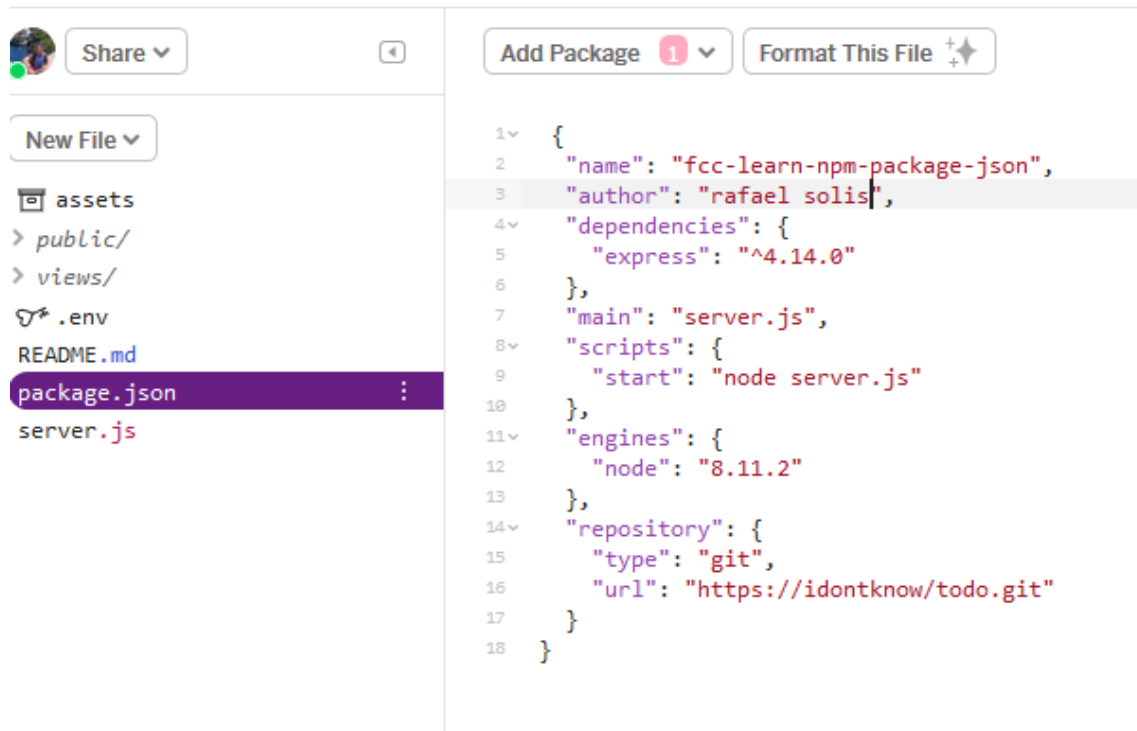 Share
Add Package 1
Format This File
New File
assets
public/
views/
.env
README.md
package.json
server.js
1 {
2 "name": "fcc-learn-npm-package-json",
3 "author": "rafael solis",
4 "dependencies": {
5 "express": "^4.14.0"
6 },
7 "main": "server.js",
8 "scripts": {
9 "start": "node server.js"
10 },
11 "engines": {
12 "node": "8.11.2"
13 },
14 "repository": {
15 "type": "git",
16 "url": "https://idontknow/todo.git"
17 }
18 }